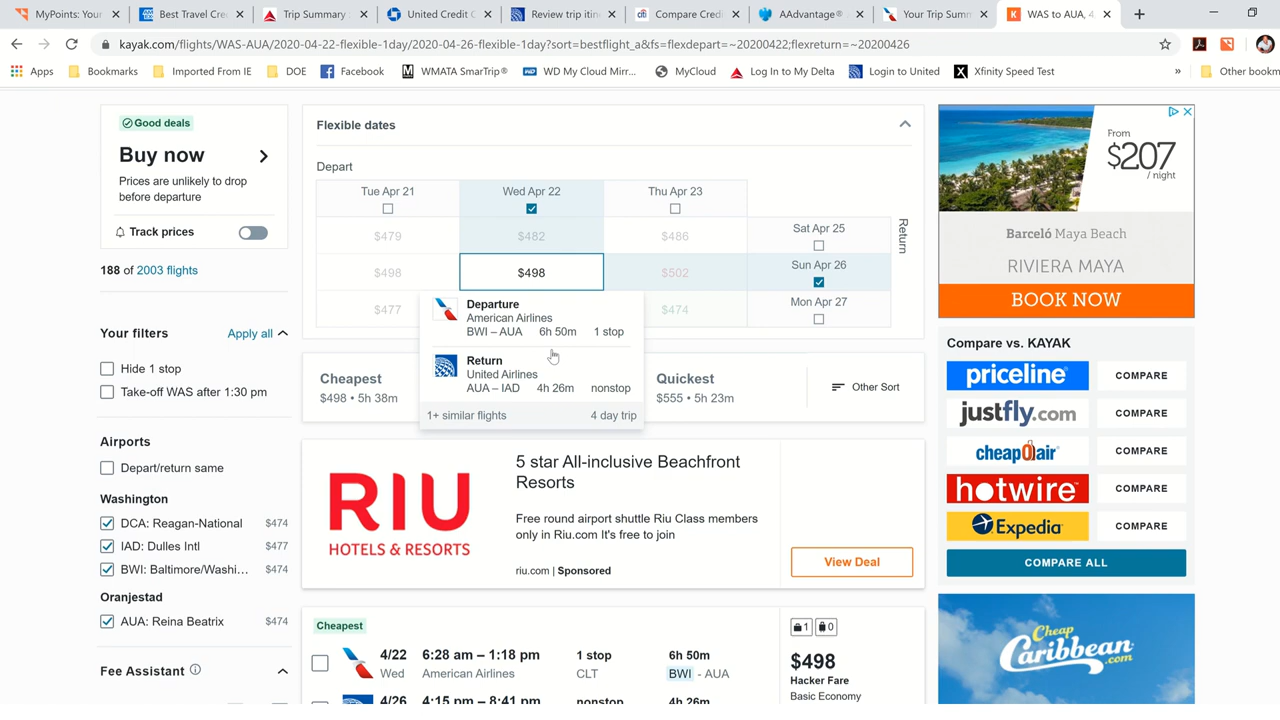 MyPoints: Your
Best Travel Cre
Trip Summary
United Credit C
Review trip itin
Compare Cred
AAdvantage®
Your Trip Summ
WAS to AUA, 4
kayak.com/flights/WAS-AUA/2020-04-22-flexible-1day/2020-04-26-flexible-1day?sort=bestflight_a&fs=flexdepart=~20200422;flexreturn=~20200426
Apps
Bookmarks
Imported From IE
DOE
Facebook
WMATA SmarTrip®
WD My Cloud Mirr...
MyCloud
Log In to My Delta
Login to United
Xfinity Speed Test
»
Other bookm
Good deals
Buy now
Prices are unlikely to drop
before departure
Track prices
188 of 2003 flights
Your filters
Apply all
Hide 1 stop
Take-off WAS after 1:30 pm
Airports
Depart/return same
Washington
DCA: Reagan-National $474
IAD: Dulles Intl $477
BWI: Baltimore/Washi... $474
Oranjestad
AUA: Reina Beatrix $474
Fee Assistant
Flexible dates
Depart
Tue Apr 21 Wed Apr 22 Thu Apr 23
$479 $482 $486 Sat Apr 25
$498 $498 $502 Sun Apr 26
$477 $474 Mon Apr 27
Return
Departure
American Airlines
BWI – AUA 6h 50m 1 stop
Return
United Airlines
AUA – IAD 4h 26m nonstop
1+ similar flights 4 day trip
Cheapest
$498 • 5h 38m
Quickest
$555 • 5h 23m
Other Sort
RIU
HOTELS & RESORTS
5 star All-inclusive Beachfront
Resorts
Free round airport shuttle Riu Class members
only in Riu.com It's free to join
riu.com | Sponsored
View Deal
Cheapest
4/22 6:28 am – 1:18 pm 1 stop 6h 50m
Wed American Airlines CLT BWI - AUA
4/26 4:15 pm – 8:41 pm nonstop 4h 26m
1 0
$498
Hacker Fare
Basic Economy
From
$207
/ night
Barceló Maya Beach
RIVIERA MAYA
BOOK NOW
Compare vs. KAYAK
priceline COMPARE
justfly.com COMPARE
cheapOair COMPARE
hotwire COMPARE
Expedia COMPARE
COMPARE ALL
Cheap
Caribbean
.com